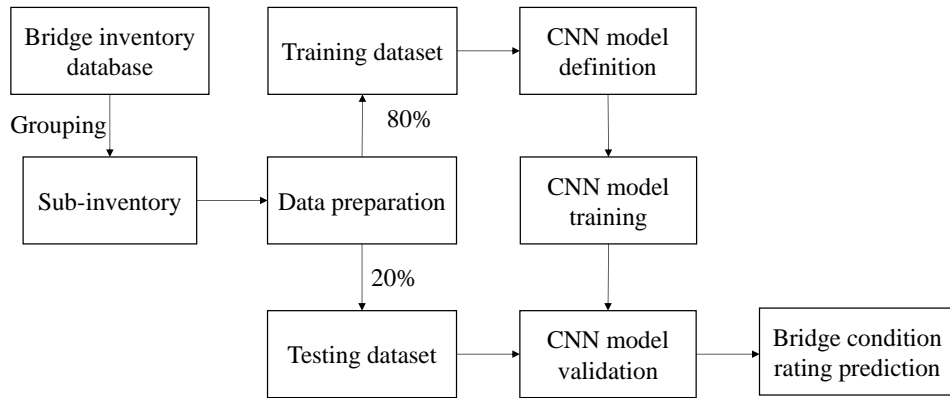 Bridge inventory
database
Training dataset
CNN model
definition
Grouping
80%
Sub-inventory
Data preparation
CNN model
training
20%
Testing dataset
CNN model
validation
Bridge condition
rating prediction